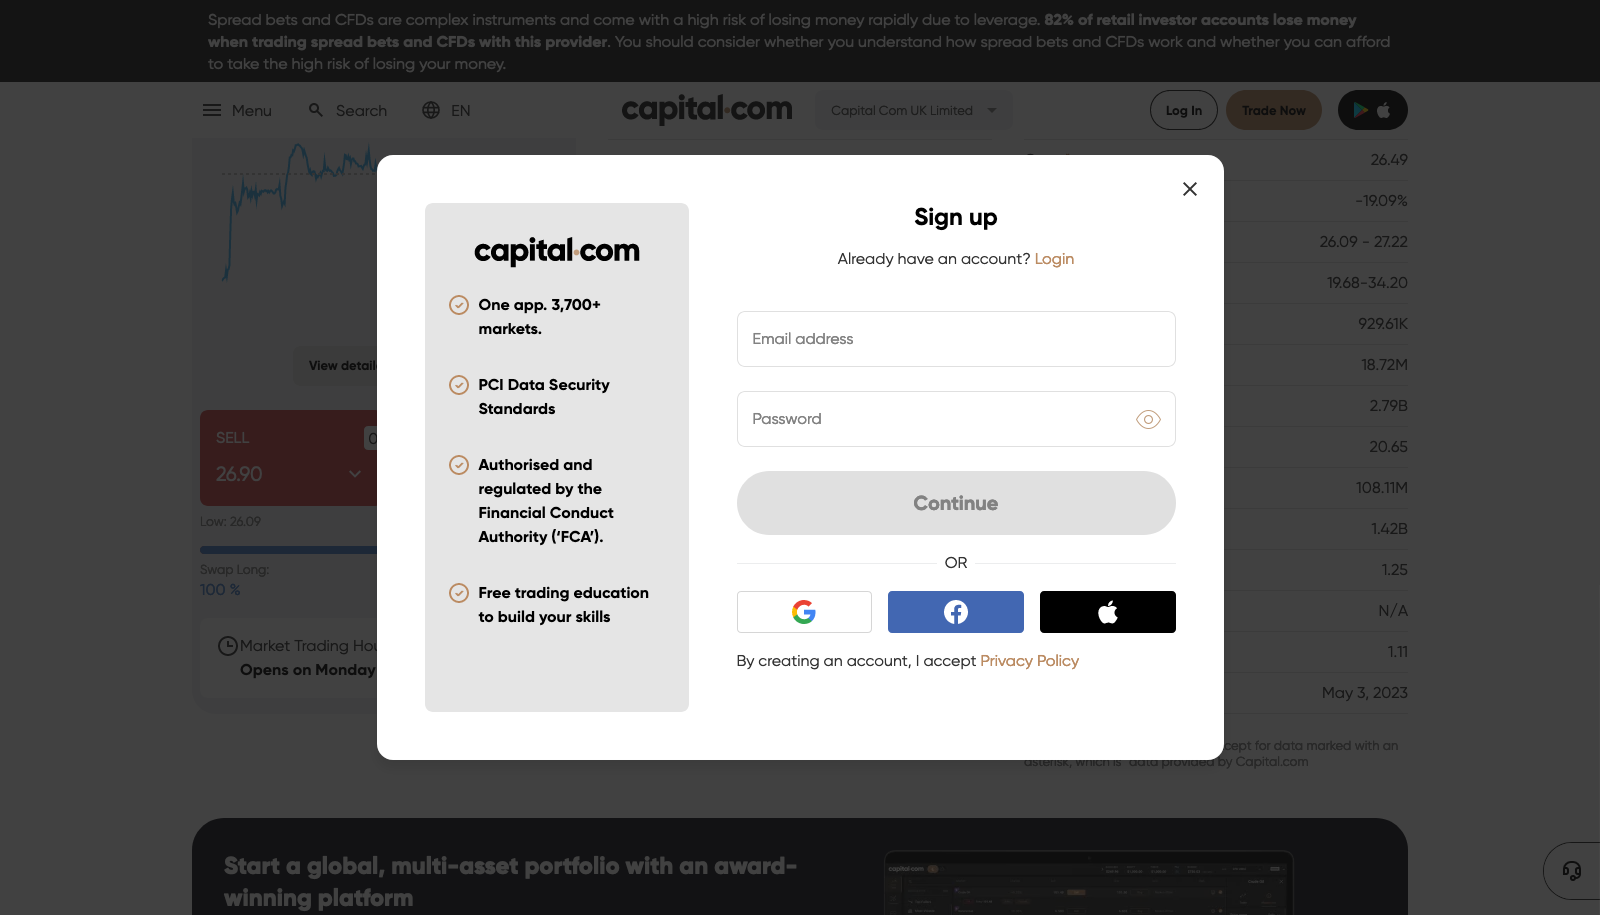 Spread bets and CFDs are complex instruments and come with a high risk of losing money rapidly due to leverage. 82% of retail investor accounts lose money
when trading spread bets and CFDs with this provider. You should consider whether you understand how spread bets and CFDs work and whether you can afford
to take the high risk of losing your money.
Menu
Search
EN
capital.com
Capital Com UK Limited
Log In
Trade Now
26.49
-19.09%
26.09 - 27.22
19.68-34.20
929.61K
18.72M
2.79B
20.65
108.11M
1.42B
1.25
N/A
1.11
May 3, 2023
View
SELL
26.90
Low: 26.09
Swap Long:
100 %
Market Trading
Opens on Monday
capital.com
One app. 3,700+
markets.
PCI Data Security
Standards
Authorised and
regulated by the
Financial Conduct
Authority (‘FCA’).
Free trading education
to build your skills
Sign up
Already have an account? Login
Email address
Password
Continue
OR
By creating an account, I accept Privacy Policy
for data marked with an
asterisk, which is data provided by Capital.com
Start a global, multi-asset portfolio with an award-
winning platform
capital.com